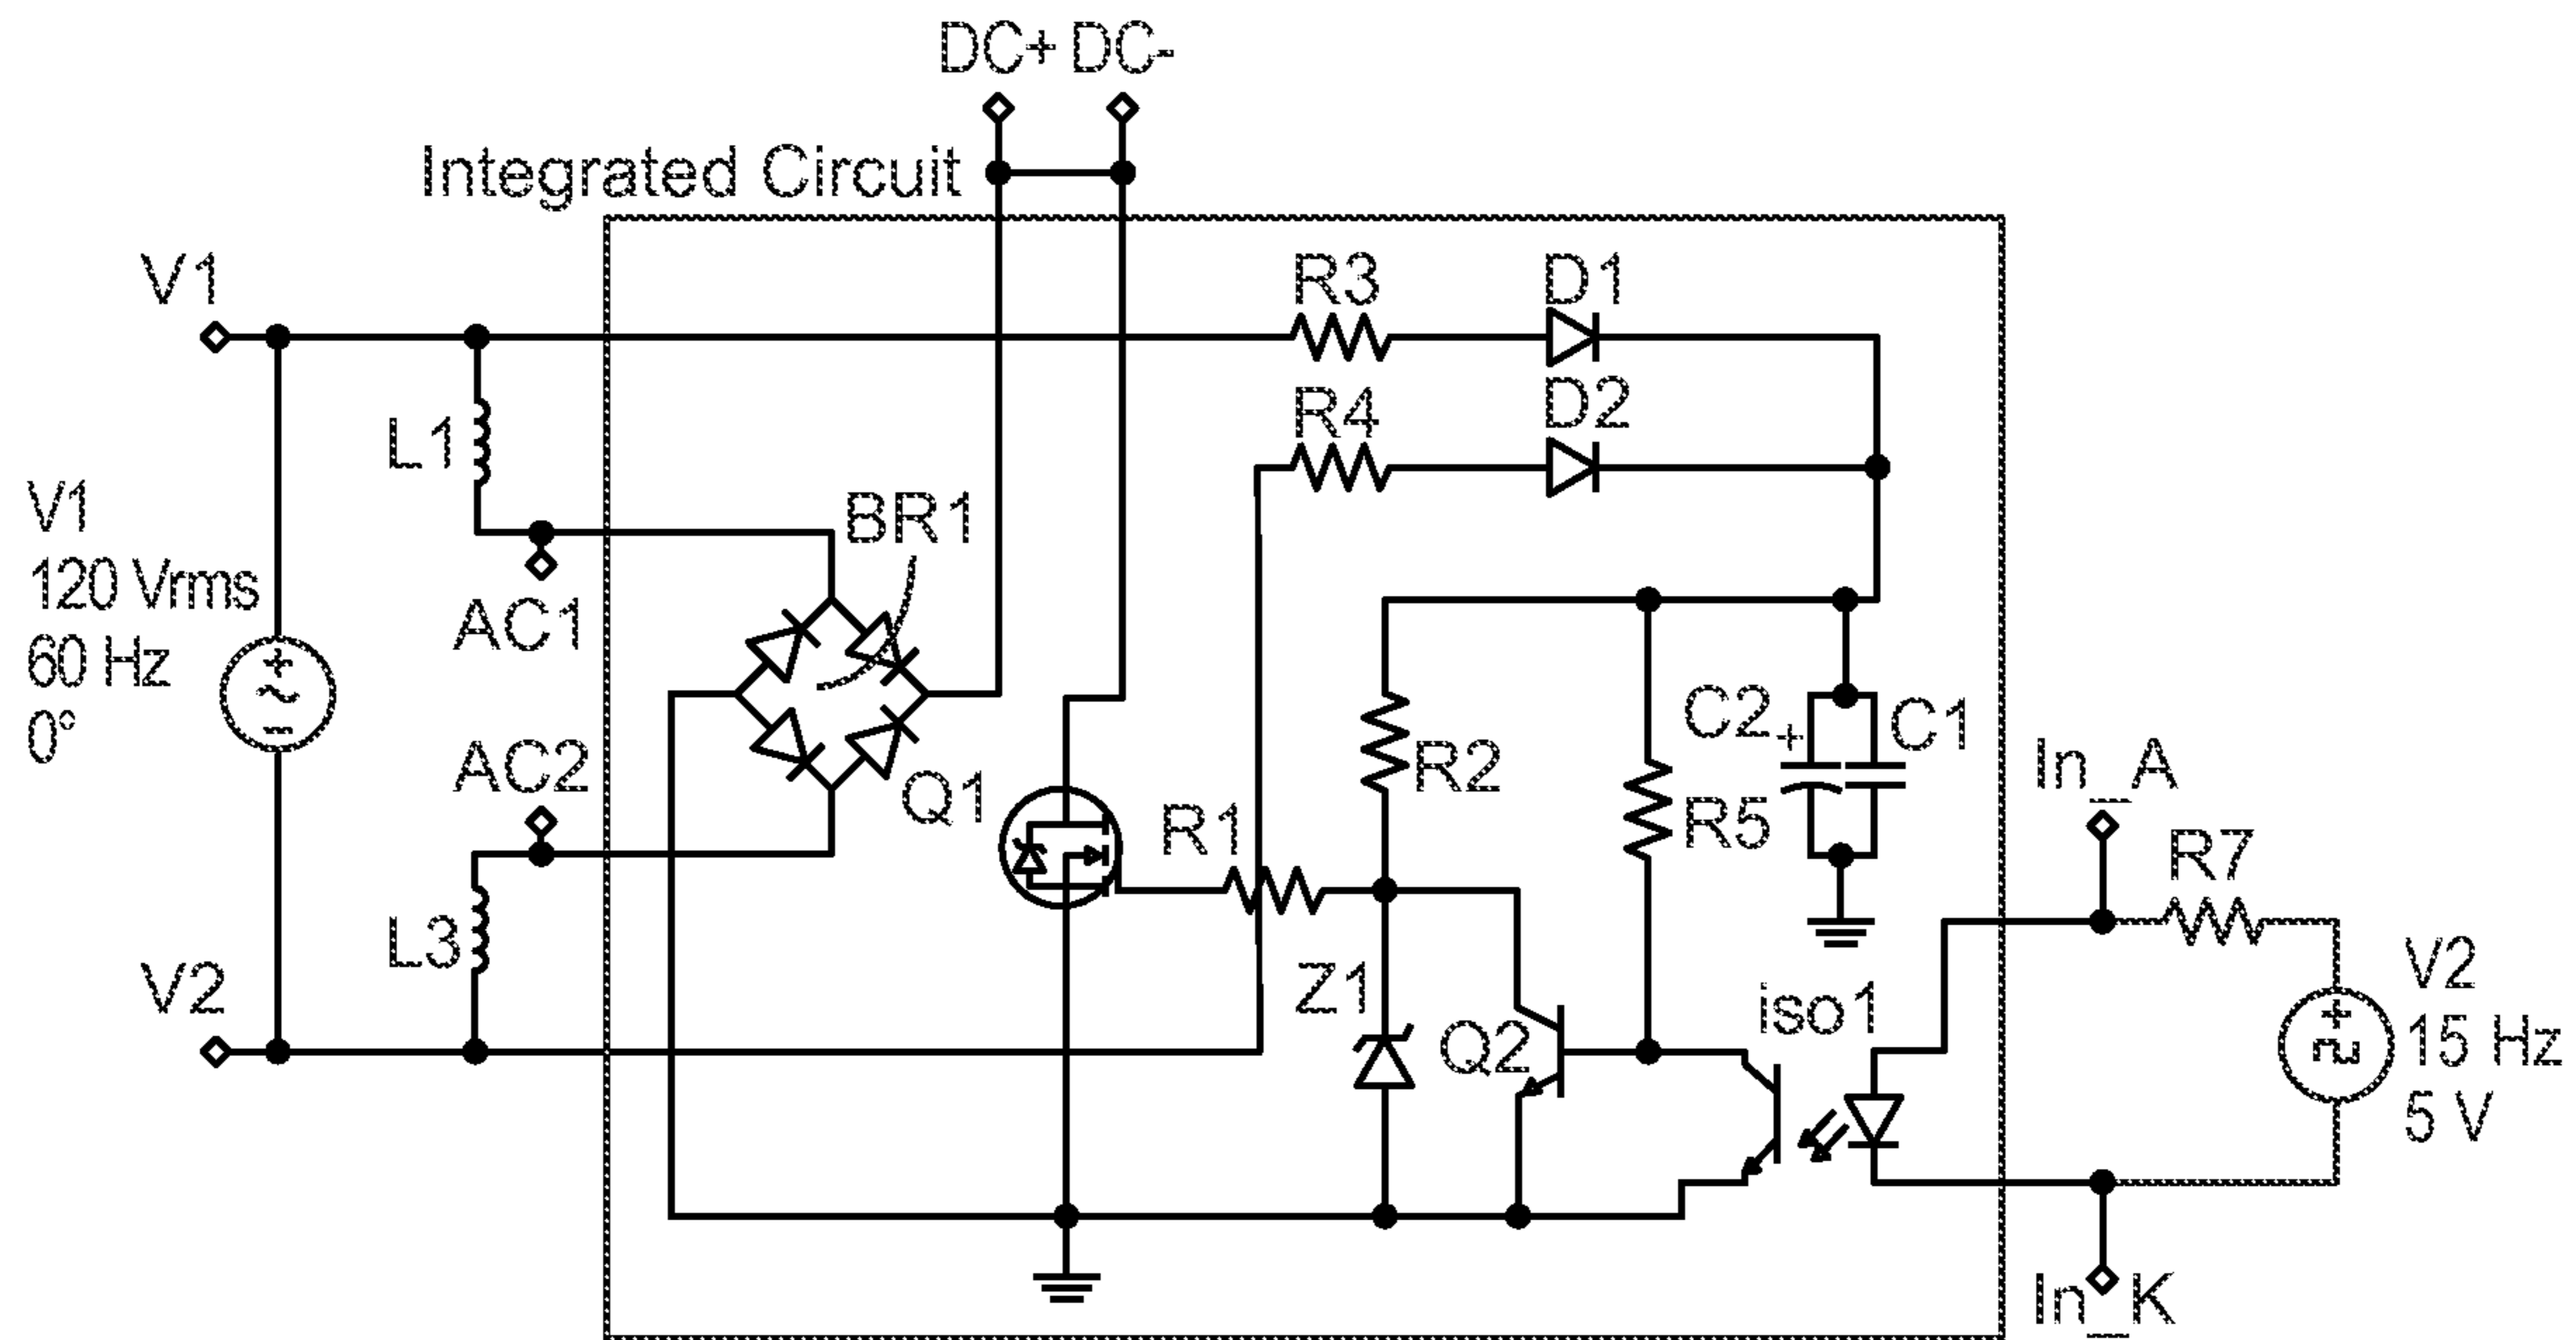 DC+ DC-
Integrated Circuit
V1
R3
D1
R4
D2
L1
V1
120 Vrms
60 Hz
0°
BR1
AC1
AC2
Q1
R1
R2
C2
+
C1
R5
In_A
R7
L3
V2
Z1
Q2
iso1
V2
15 Hz
5 V
In_K